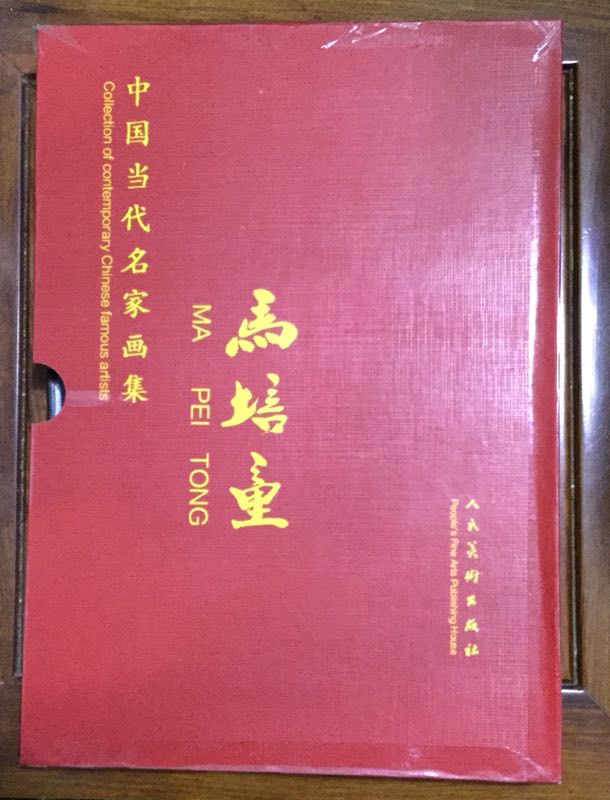 中国当代名家画集
Collection of contemporary Chinese famous artists
馬培童
MA PEI TONG
人民美術出版社
People's Fine Arts Publishing House